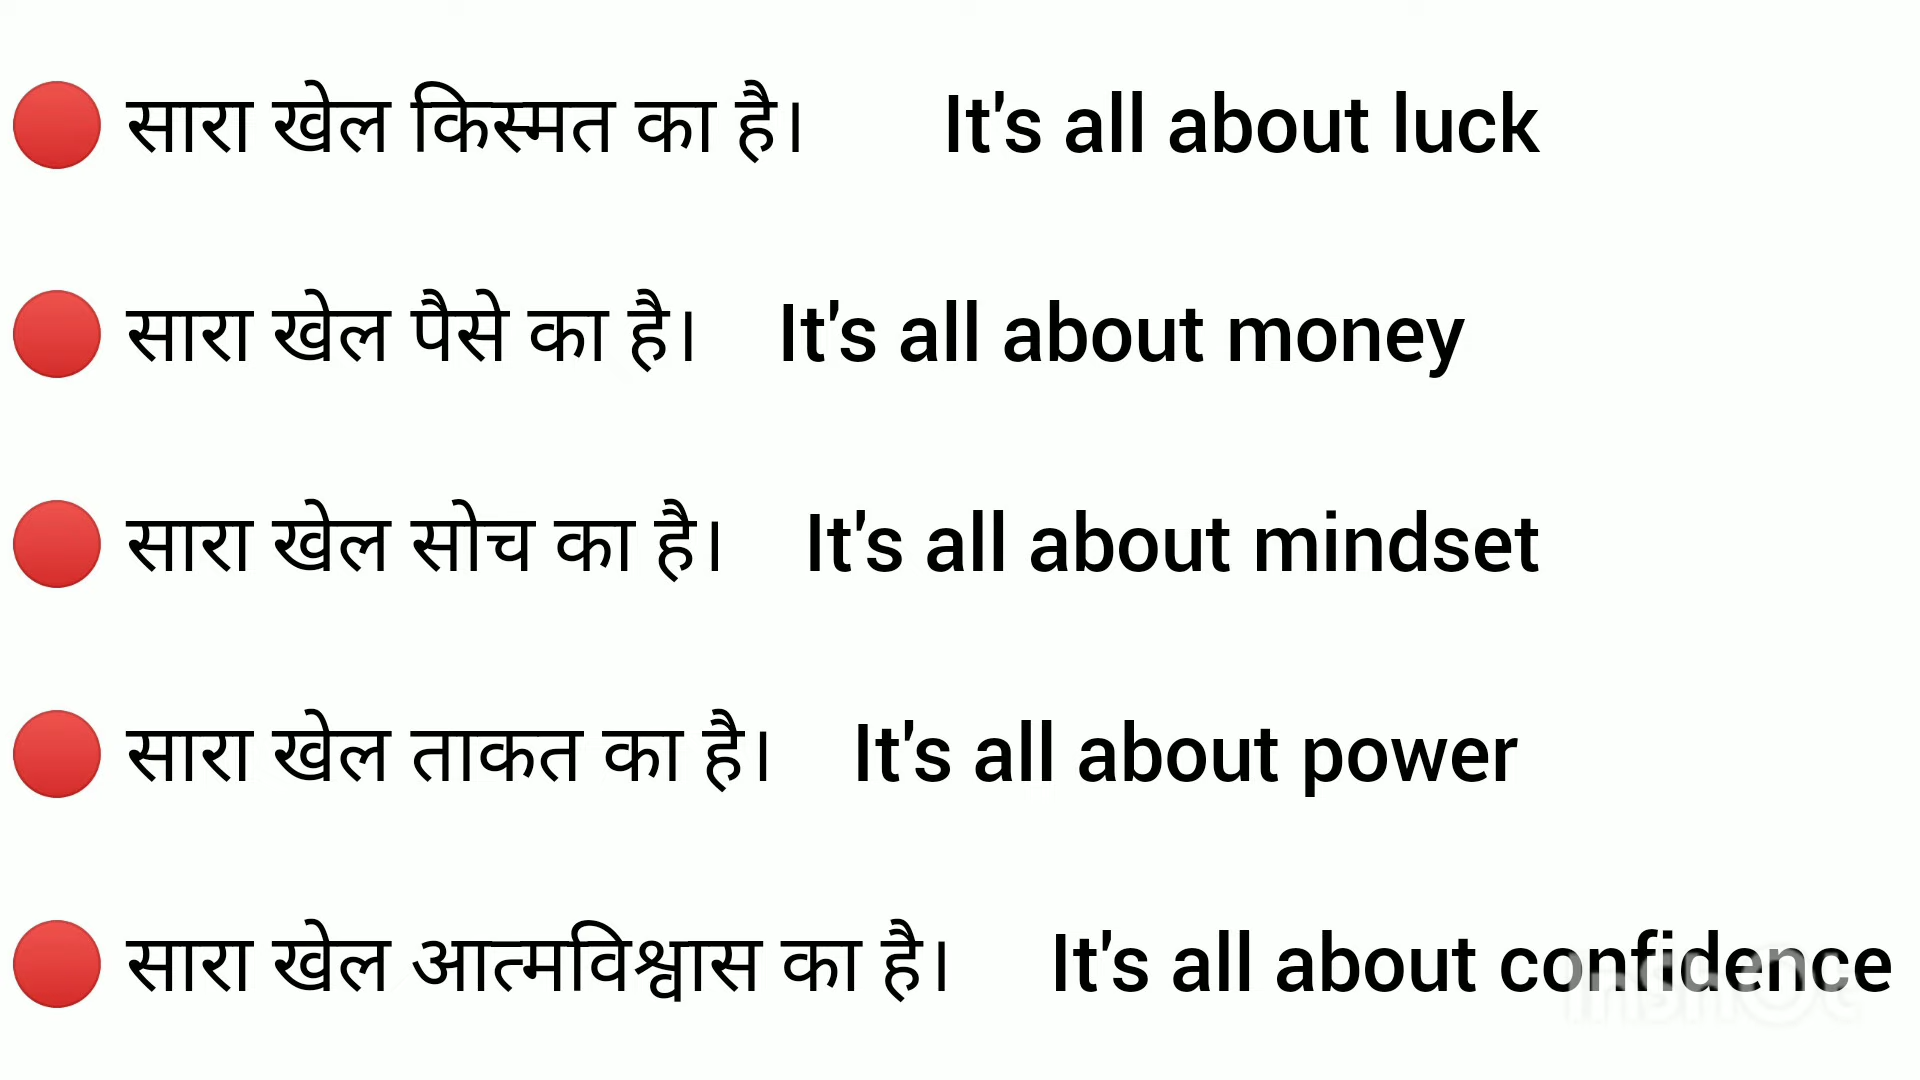 🔴 सारा खेल किस्मत का है। It's all about luck
🔴 सारा खेल पैसे का है। It's all about money
🔴 सारा खेल सोच का है। It's all about mindset
🔴 सारा खेल ताकत का है। It's all about power
🔴 सारा खेल आत्मविश्वास का है। It's all about confidence
InShOt